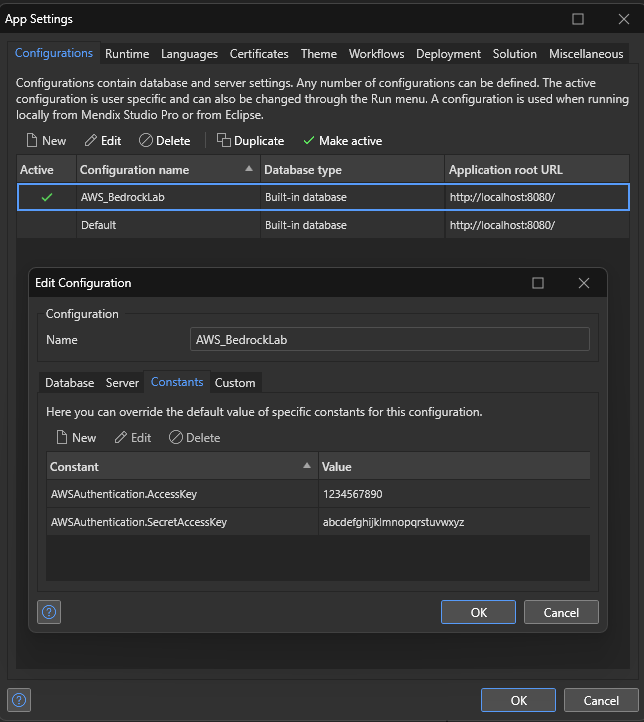 App Settings
Configurations Runtime Languages Certificates Theme Workflows Deployment Solution Miscellaneous
Configurations contain database and server settings. Any number of configurations can be defined. The active
configuration is user specific and can also be changed through the Run menu. A configuration is used when running
locally from Mendix Studio Pro or from Eclipse.
New Edit Delete Duplicate Make active
Active Configuration name Database type Application root URL
AWS_BedrockLab Built-in database http://localhost:8080/
Default Built-in database http://localhost:8080/
Edit Configuration
Configuration
Name AWS_BedrockLab
Database Server Constants Custom
Here you can override the default value of specific constants for this configuration.
New Edit Delete
Constant Value
AWSAuthentication.AccessKey 1234567890
AWSAuthentication.SecretAccessKey abcdefghijklmnopqrstuvwxyz
? OK Cancel
? OK Cancel